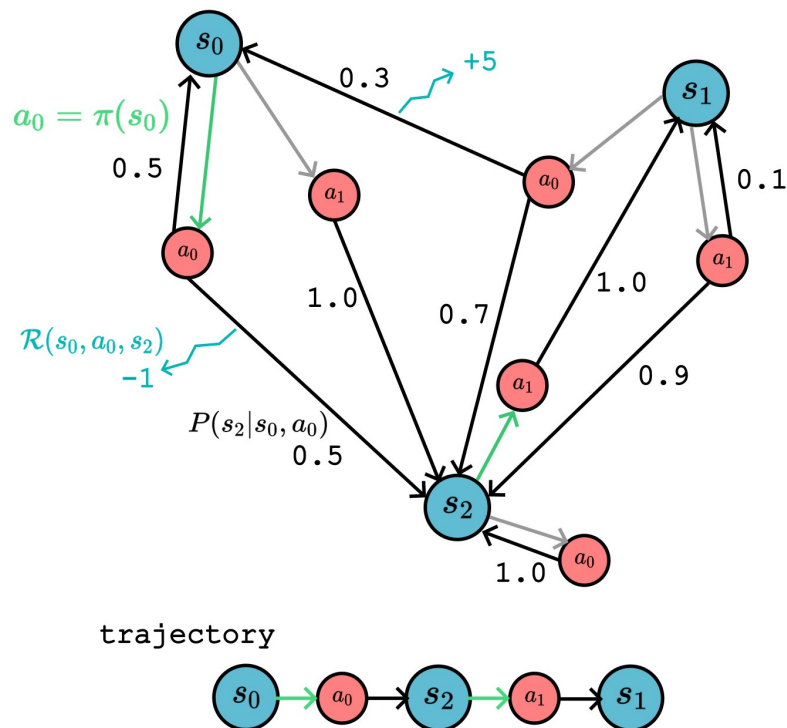 s₀
+5
0.3
s₁
a₀ = π(s₀)
0.5
a₁
a₀
0.1
a₀
a₁
1.0
1.0
0.7
R(s₀, a₀, s₂)
−1
a₁
0.9
P(s₂|s₀, a₀)
0.5
s₂
a₀
1.0
trajectory
s₀ a₀ s₂ a₁ s₁